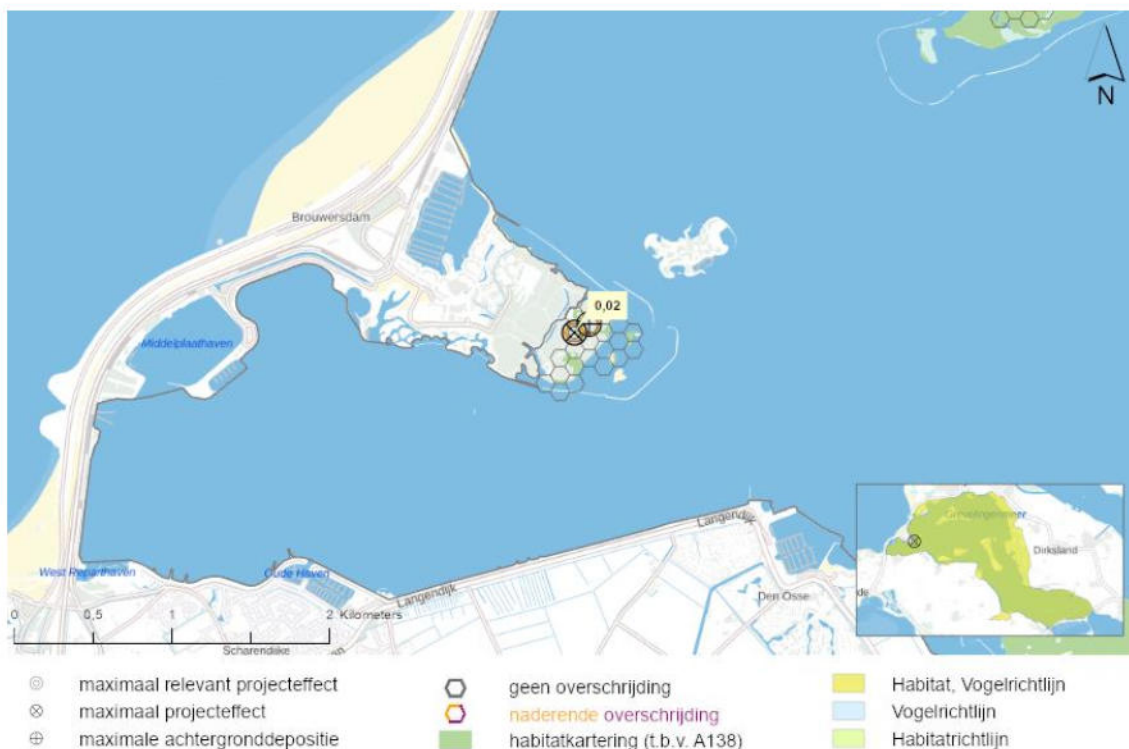 N
Brouwersdam
0,02
Middelplaathaven
Grevelingenmeer
Dirksland
Langendijk
West Repart haven
Oude Haven
Langendijk
Den Osse
de
0 0,5 1 2 Kilometers
Scharendijke
maximaal relevant projecteffect
maximaal projecteffect
maximale achtergronddepositie
geen overschrijding
naderende overschrijding
habitatkartering (t.b.v. A138)
Habitat, Vogelrichtlijn
Vogelrichtlijn
Habitatrichtlijn